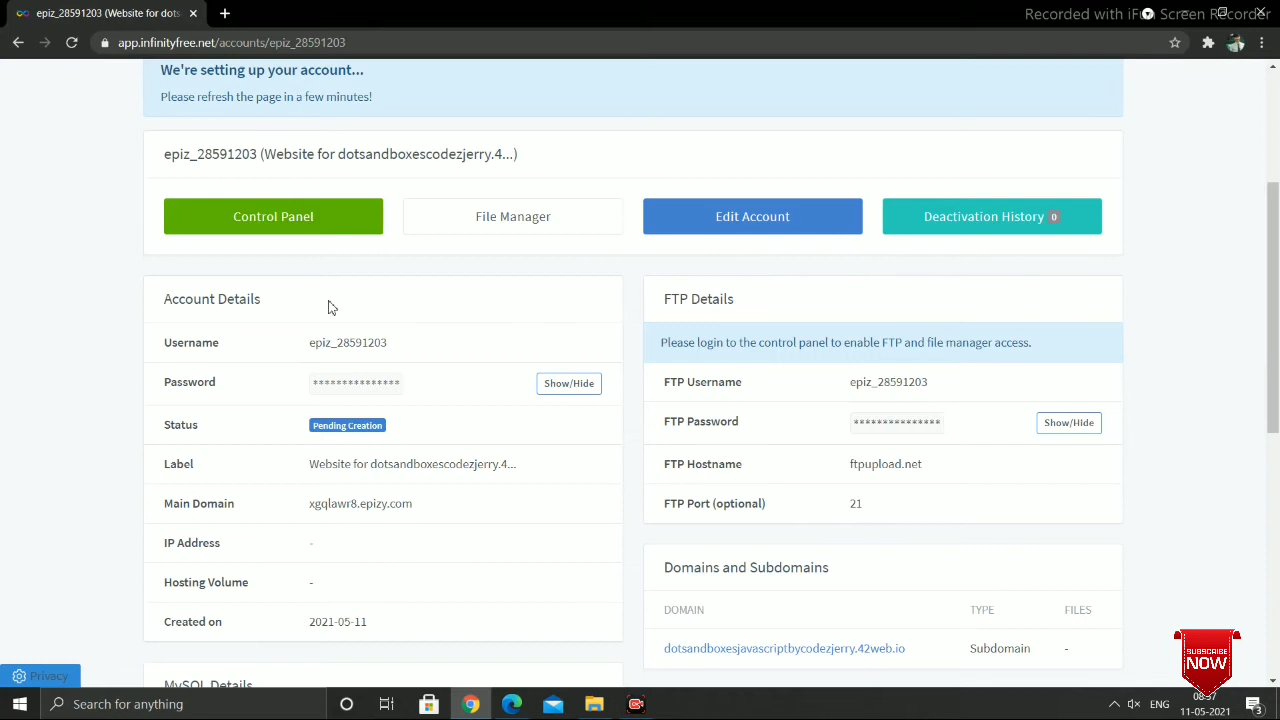 epiz_28591203 (Website for dots
Recorded with iFun Screen Recorder
app.infinityfree.net/accounts/epiz_28591203
We're setting up your account...
Please refresh the page in a few minutes!
epiz_28591203 (Website for dotsandboxescodezjerry.4...)
Control Panel
File Manager
Edit Account
Deactivation History 0
Account Details
Username epiz_28591203
Password *************** Show/Hide
Status Pending Creation
Label Website for dotsandboxescodezjerry.4...
Main Domain xgqlawr8.epizy.com
IP Address -
Hosting Volume -
Created on 2021-05-11
MySQL Details
FTP Details
Please login to the control panel to enable FTP and file manager access.
FTP Username epiz_28591203
FTP Password *************** Show/Hide
FTP Hostname ftpupload.net
FTP Port (optional) 21
Domains and Subdomains
DOMAIN TYPE FILES
dotsandboxesjavascriptbycodezjerry.42web.io Subdomain -
Privacy
SUBSCRIBE
NOW
Search for anything
ENG
11-05-2021
3